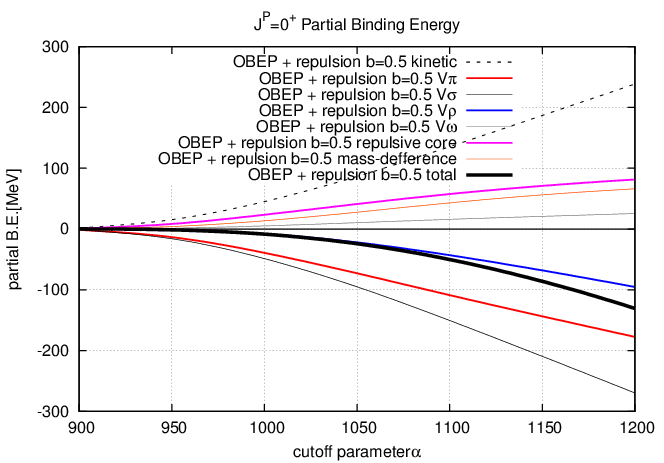 J^P=0^+ Partial Binding Energy
OBEP + repulsion b=0.5 kinetic
OBEP + repulsion b=0.5 Vπ
OBEP + repulsion b=0.5 Vσ
OBEP + repulsion b=0.5 Vρ
OBEP + repulsion b=0.5 Vω
OBEP + repulsion b=0.5 repulsive core
OBEP + repulsion b=0.5 mass-defference
OBEP + repulsion b=0.5 total
partial B.E.[MeV]
300
200
100
0
-100
-200
-300
900 950 1000 1050 1100 1150 1200
cutoff parameterα